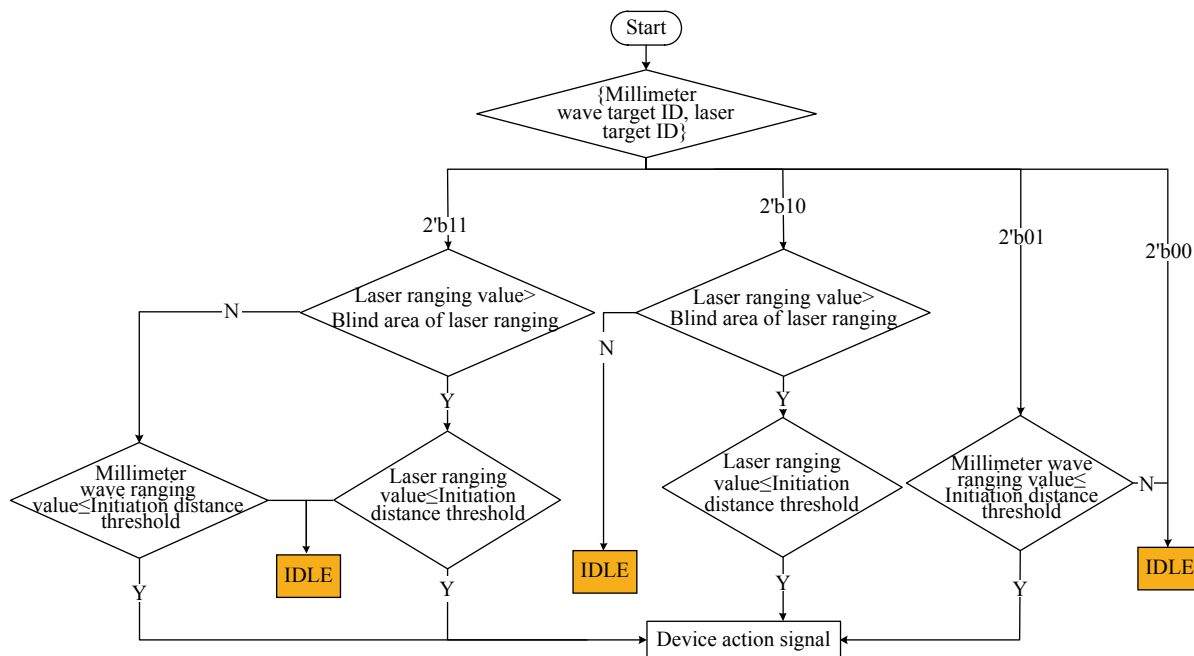 Start
{Millimeter
wave target ID, laser
target ID}
2'b11
2'b10
2'b01
2'b00
Laser ranging value>
Blind area of laser ranging
N
Y
Laser ranging value>
Blind area of laser ranging
N
Y
Millimeter
wave ranging
value≤Initiation distance
threshold
Laser ranging
value≤Initiation
distance threshold
Laser ranging
value≤Initiation
distance threshold
Millimeter wave
ranging value≤
Initiation distance
threshold
N
IDLE
IDLE
IDLE
Y
Y
Y
Y
Device action signal